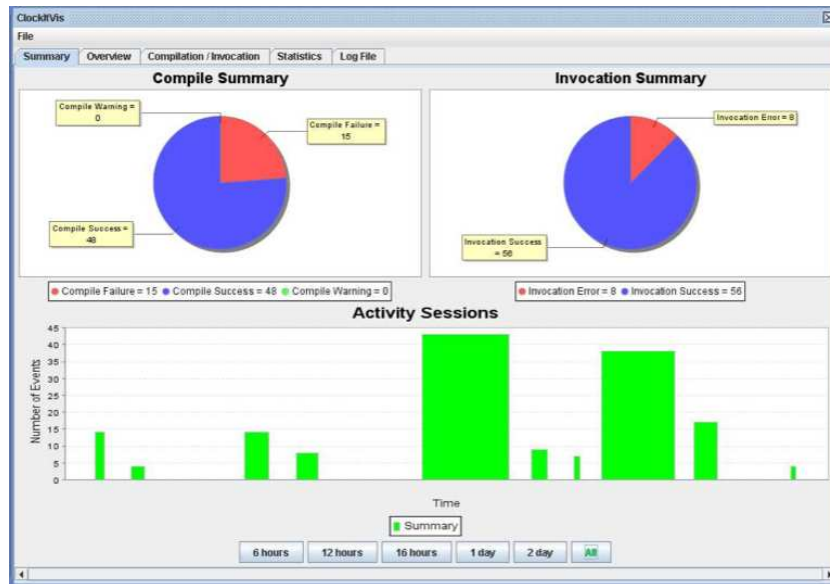 ClockItVis
File
Summary Overview Compilation / Invocation Statistics Log File
Compile Summary
Compile Warning =
0
Compile Failure =
15
Compile Success =
48
Compile Failure = 15 Compile Success = 48 Compile Warning = 0
Invocation Summary
Invocation Error = 8
Invocation Success
= 56
Invocation Error = 8 Invocation Success = 56
Activity Sessions
Number of Events
45
40
35
30
25
20
15
10
5
0
Time
Summary
6 hours 12 hours 16 hours 1 day 2 day All